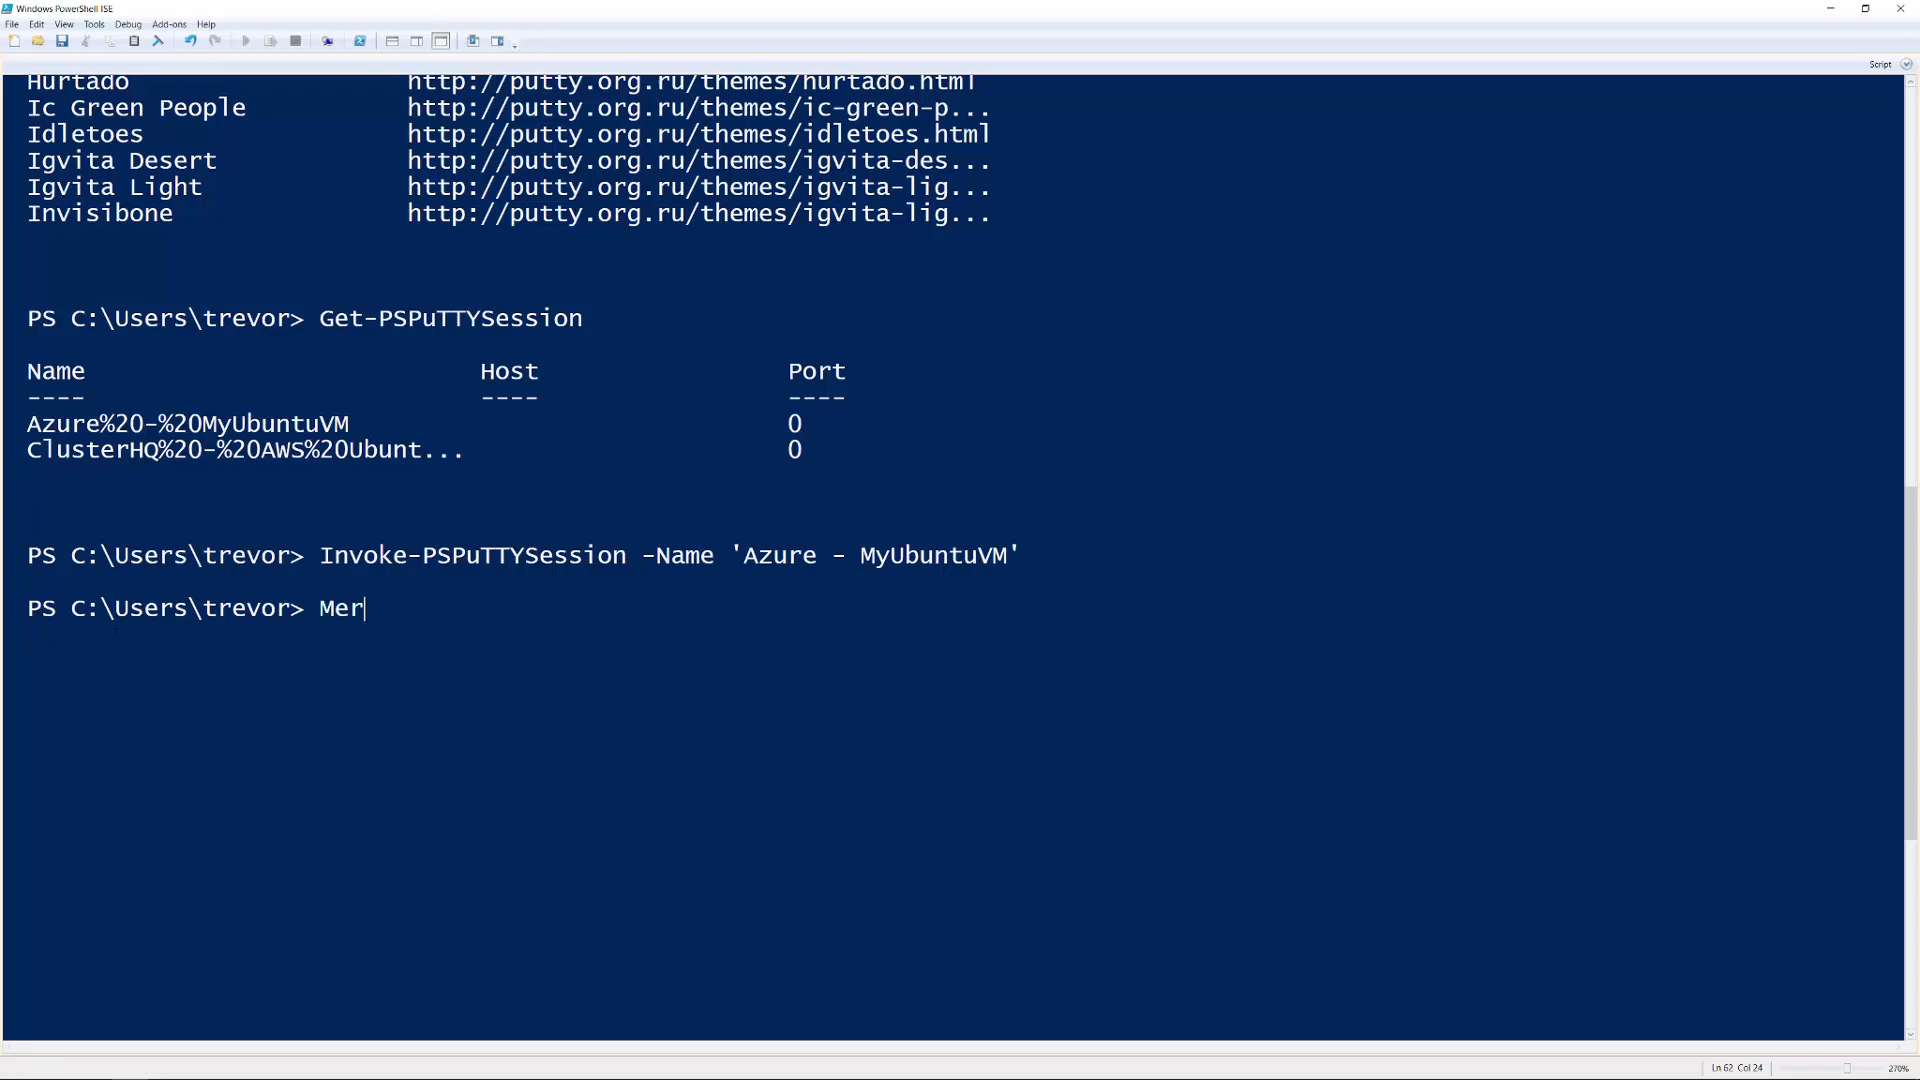 Windows PowerShell ISE
File Edit View Tools Debug Add-ons Help
Script
Hurtado http://putty.org.ru/themes/hurtado.html
Ic Green People http://putty.org.ru/themes/ic-green-p...
Idletoes http://putty.org.ru/themes/idletoes.html
Igvita Desert http://putty.org.ru/themes/igvita-des...
Igvita Light http://putty.org.ru/themes/igvita-lig...
Invisibone http://putty.org.ru/themes/igvita-lig...
PS C:\Users\trevor> Get-PSPuTTYSession
Name Host Port
---- ---- ----
Azure%20-%20MyUbuntuVM 0
ClusterHQ%20-%20AWS%20Ubunt... 0
PS C:\Users\trevor> Invoke-PSPuTTYSession -Name 'Azure - MyUbuntuVM'
PS C:\Users\trevor> Mer
Ln 62 Col 24 270%